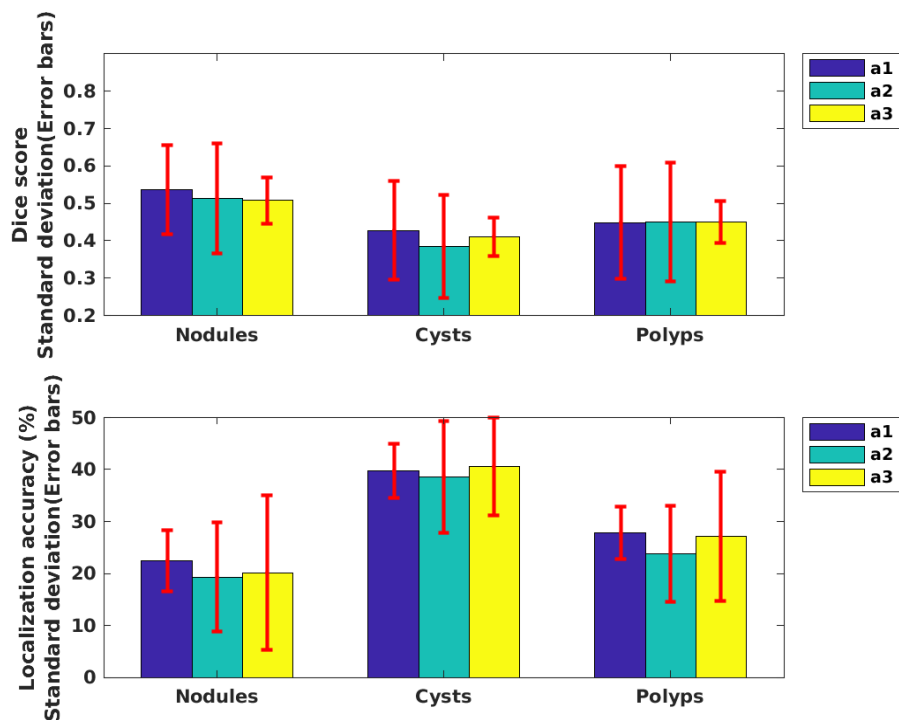 Dice score
Standard deviation(Error bars)
0.8
0.7
0.6
0.5
0.4
0.3
0.2
Nodules Cysts Polyps
a1
a2
a3
Localization accuracy (%)
Standard deviation(Error bars)
50
40
30
20
10
0
Nodules Cysts Polyps
a1
a2
a3